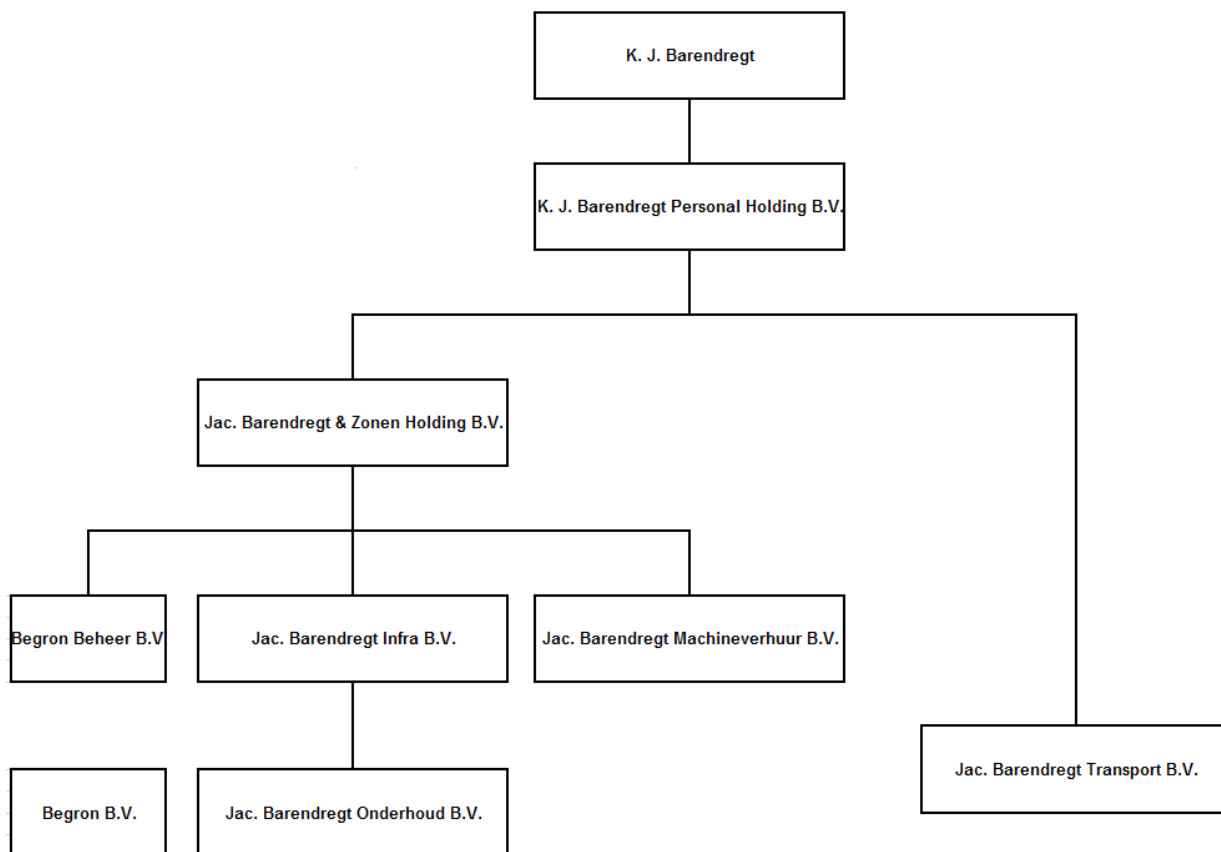 K. J. Barendregt
K. J. Barendregt Personal Holding B.V.
Jac. Barendregt & Zonen Holding B.V.
Begron Beheer B.V
Jac. Barendregt Infra B.V.
Jac. Barendregt Machineverhuur B.V.
Jac. Barendregt Transport B.V.
Begron B.V.
Jac. Barendregt Onderhoud B.V.